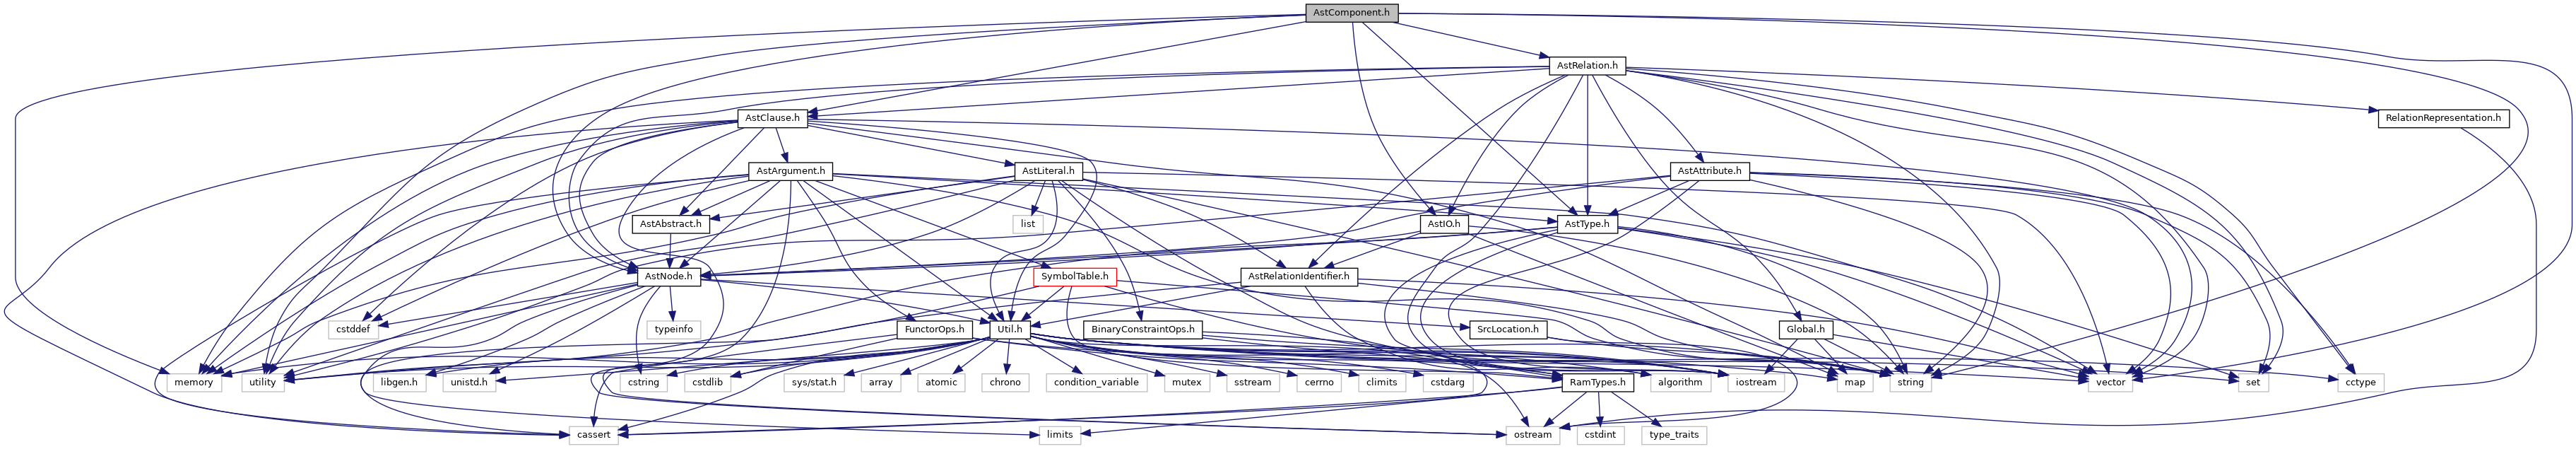 AstComponent.h
AstRelation.h
AstClause.h
RelationRepresentation.h
AstArgument.h
AstLiteral.h
AstAttribute.h
AstAbstract.h
list
AstIO.h
AstType.h
AstNode.h
SymbolTable.h
AstRelationIdentifier.h
cstddef
typeinfo
FunctorOps.h
Util.h
BinaryConstraintOps.h
SrcLocation.h
Global.h
memory
utility
libgen.h
unistd.h
cstring
cstdlib
sys/stat.h
array
atomic
chrono
condition_variable
mutex
sstream
cerrno
climits
cstdarg
RamTypes.h
algorithm
iostream
map
string
vector
set
cctype
cassert
limits
ostream
cstdint
type_traits